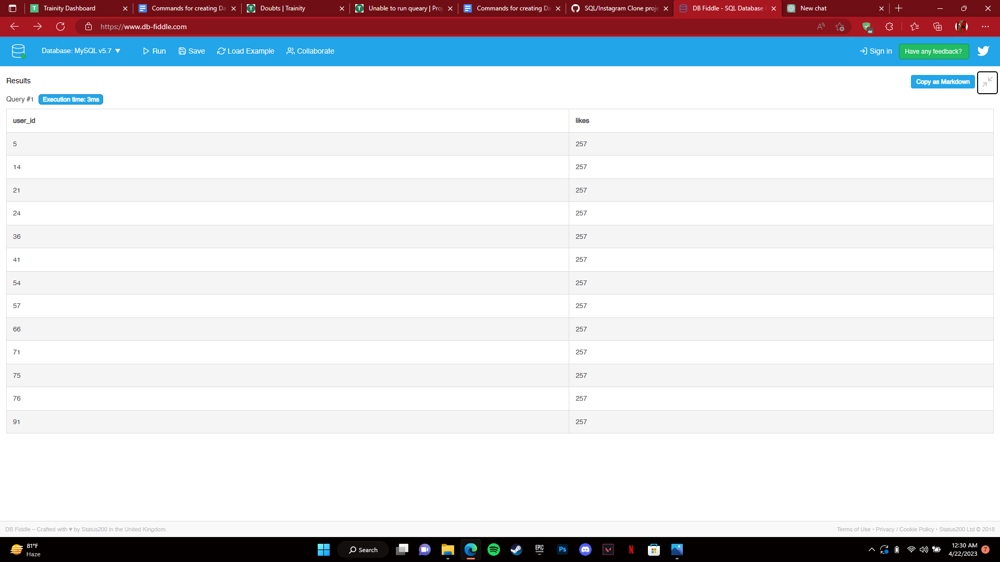 Trainity Dashboard
Commands for creating Da
Doubts | Trainity
Unable to run queary | Proj
Commands for creating Da
SQL/Instagram Clone proje
DB Fiddle - SQL Database
New chat
https://www.db-fiddle.com
Database: MySQL v5.7 ▼
Run
Save
Load Example
Collaborate
Sign in
Have any feedback?
Results
Copy as Markdown
Query #1 Execution time: 3ms
user_id likes
5 257
14 257
21 257
24 257
36 257
41 257
54 257
57 257
66 257
71 257
75 257
76 257
91 257
DB Fiddle – Crafted with ♥ by Status200 in the United Kingdom.
Terms of Use • Privacy / Cookie Policy • Status200 Ltd © 2018
81°F
Haze
Search
EPIC
GAMES
Ps
N
12:30 AM
4/22/2023
7